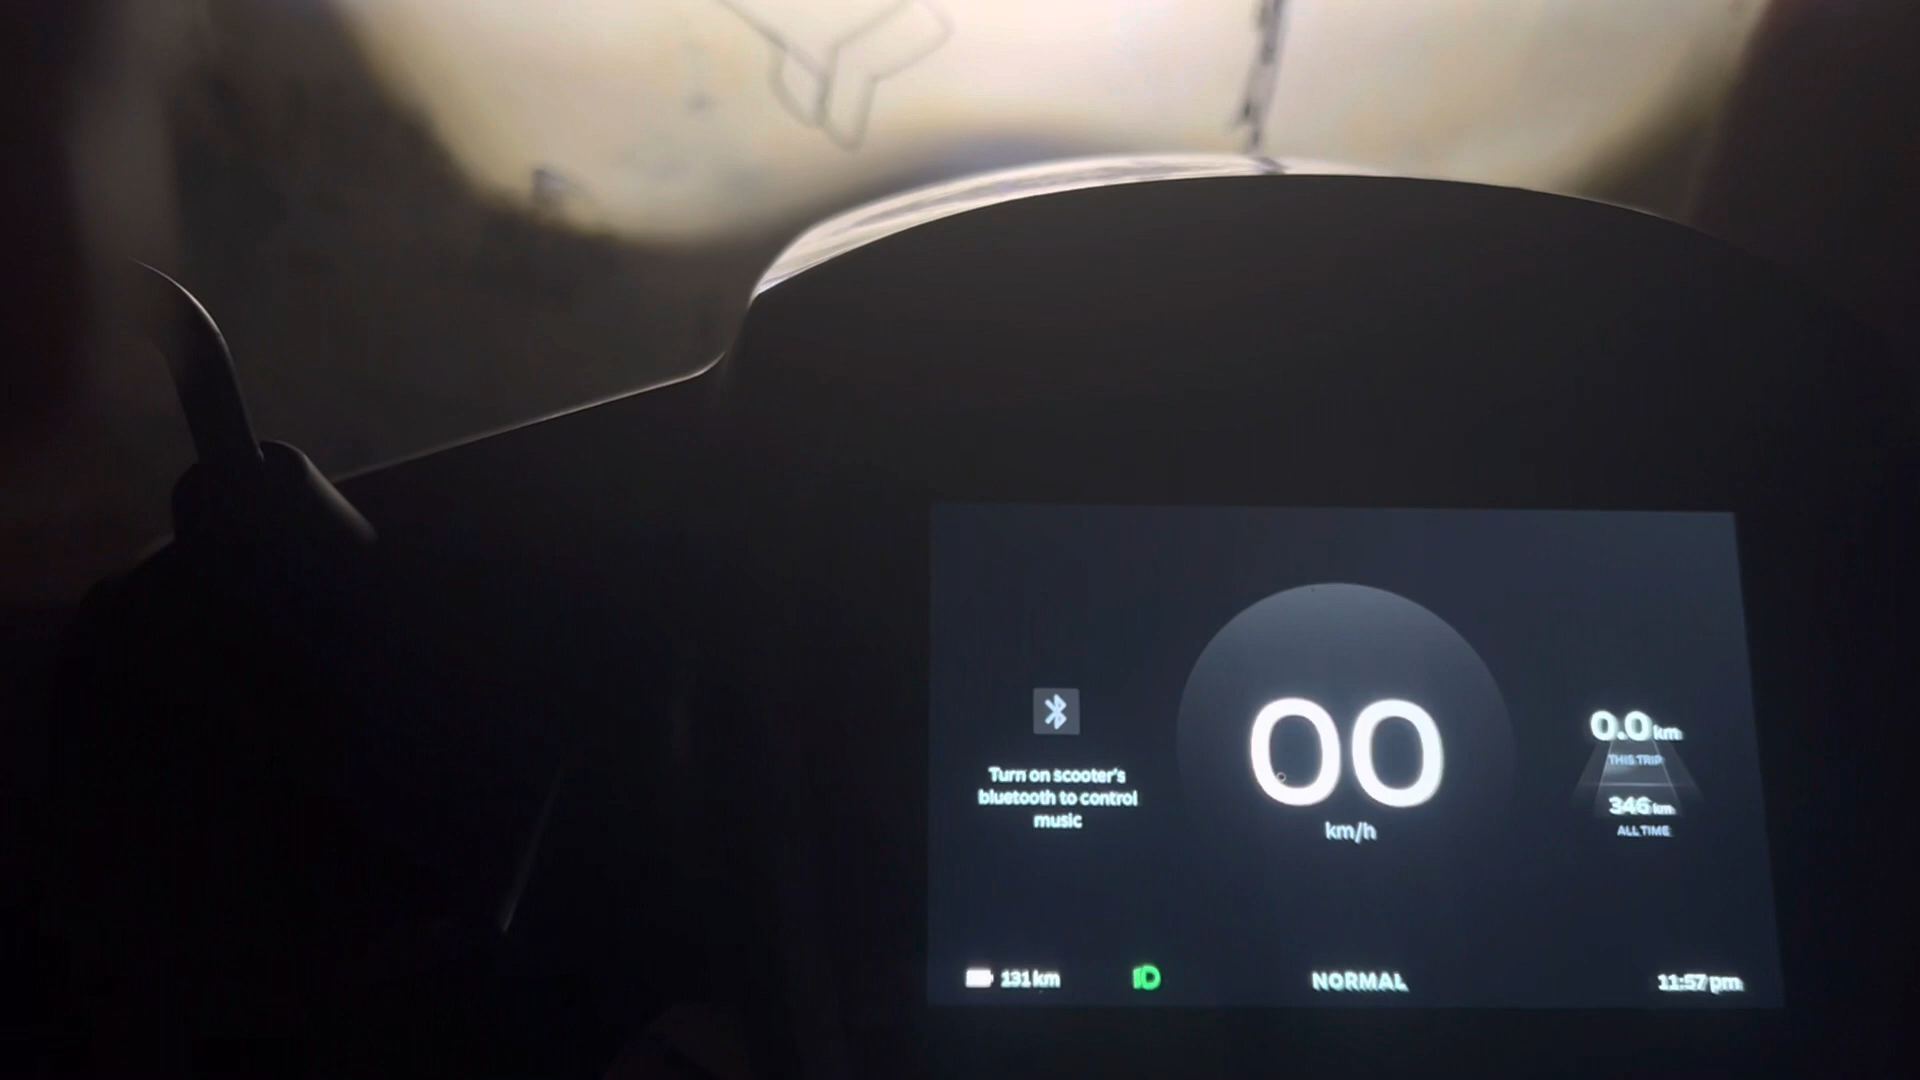 Turn on scooter's
bluetooth to control
music
00
km/h
0.0 km
THIS TRIP
346 km
ALL TIME
131 km
NORMAL
11:57 pm